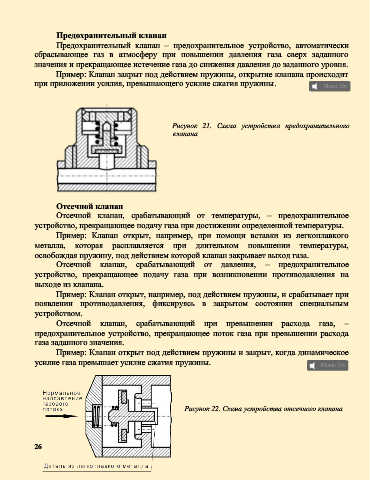 Предохранительный клапан
Предохранительный клапан – предохранительное устройство, автоматически
сбрасывающее газ в атмосферу при повышении давления газа сверх заданного
значения и прекращающее истечение газа до снижения давления до заданного уровня.
Пример: Клапан закрыт под действием пружины, открытие клапана происходит
при приложении усилия, превышающего усилие сжатия пружины.
Рисунок 21. Схема устройства предохранительного
клапана
Отсечной клапан
Отсечной клапан, срабатывающий от температуры, – предохранительное
устройство, прекращающее подачу газа при достижении определенной температуры.
Пример: Клапан открыт, например, при помощи вставки из легкоплавкого
металла, которая расплавляется при длительном повышении температуры,
освобождая пружину, под действием которой клапан закрывает выход газа.
Отсечной клапан, срабатывающий от давления, – предохранительное
устройство, прекращающее подачу газа при возникновении противодавления на
выходе из клапана.
Пример: Клапан открыт, например, под действием пружины, и срабатывает при
появлении противодавления, фиксируясь в закрытом состоянии специальным
устройством.
Отсечной клапан, срабатывающий при превышении расхода газа, –
предохранительное устройство, прекращающее поток газа при превышении расхода
газа заданного значения.
Пример: Клапан открыт под действием пружины и закрыт, когда динамическое
усилие газа превышает усилие сжатия пружины.
Нормальное
направление
газового
потока
Рисунок 22. Схема устройства отсечного клапана
26
Деталь из легкоплавкого металла